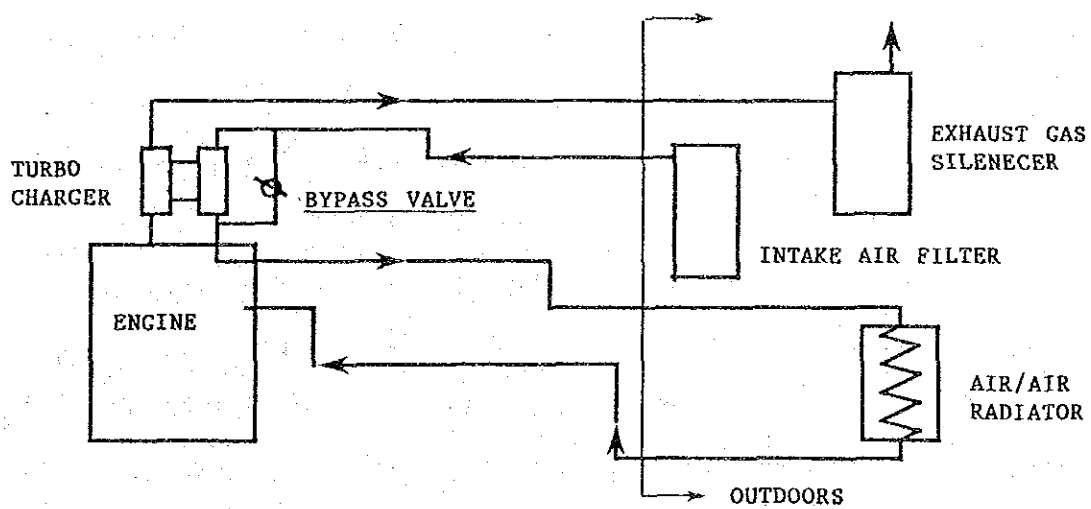 EXHAUST GAS
SILENECER
TURBO
CHARGER
BYPASS VALVE
INTAKE AIR FILTER
ENGINE
AIR/AIR
RADIATOR
OUTDOORS